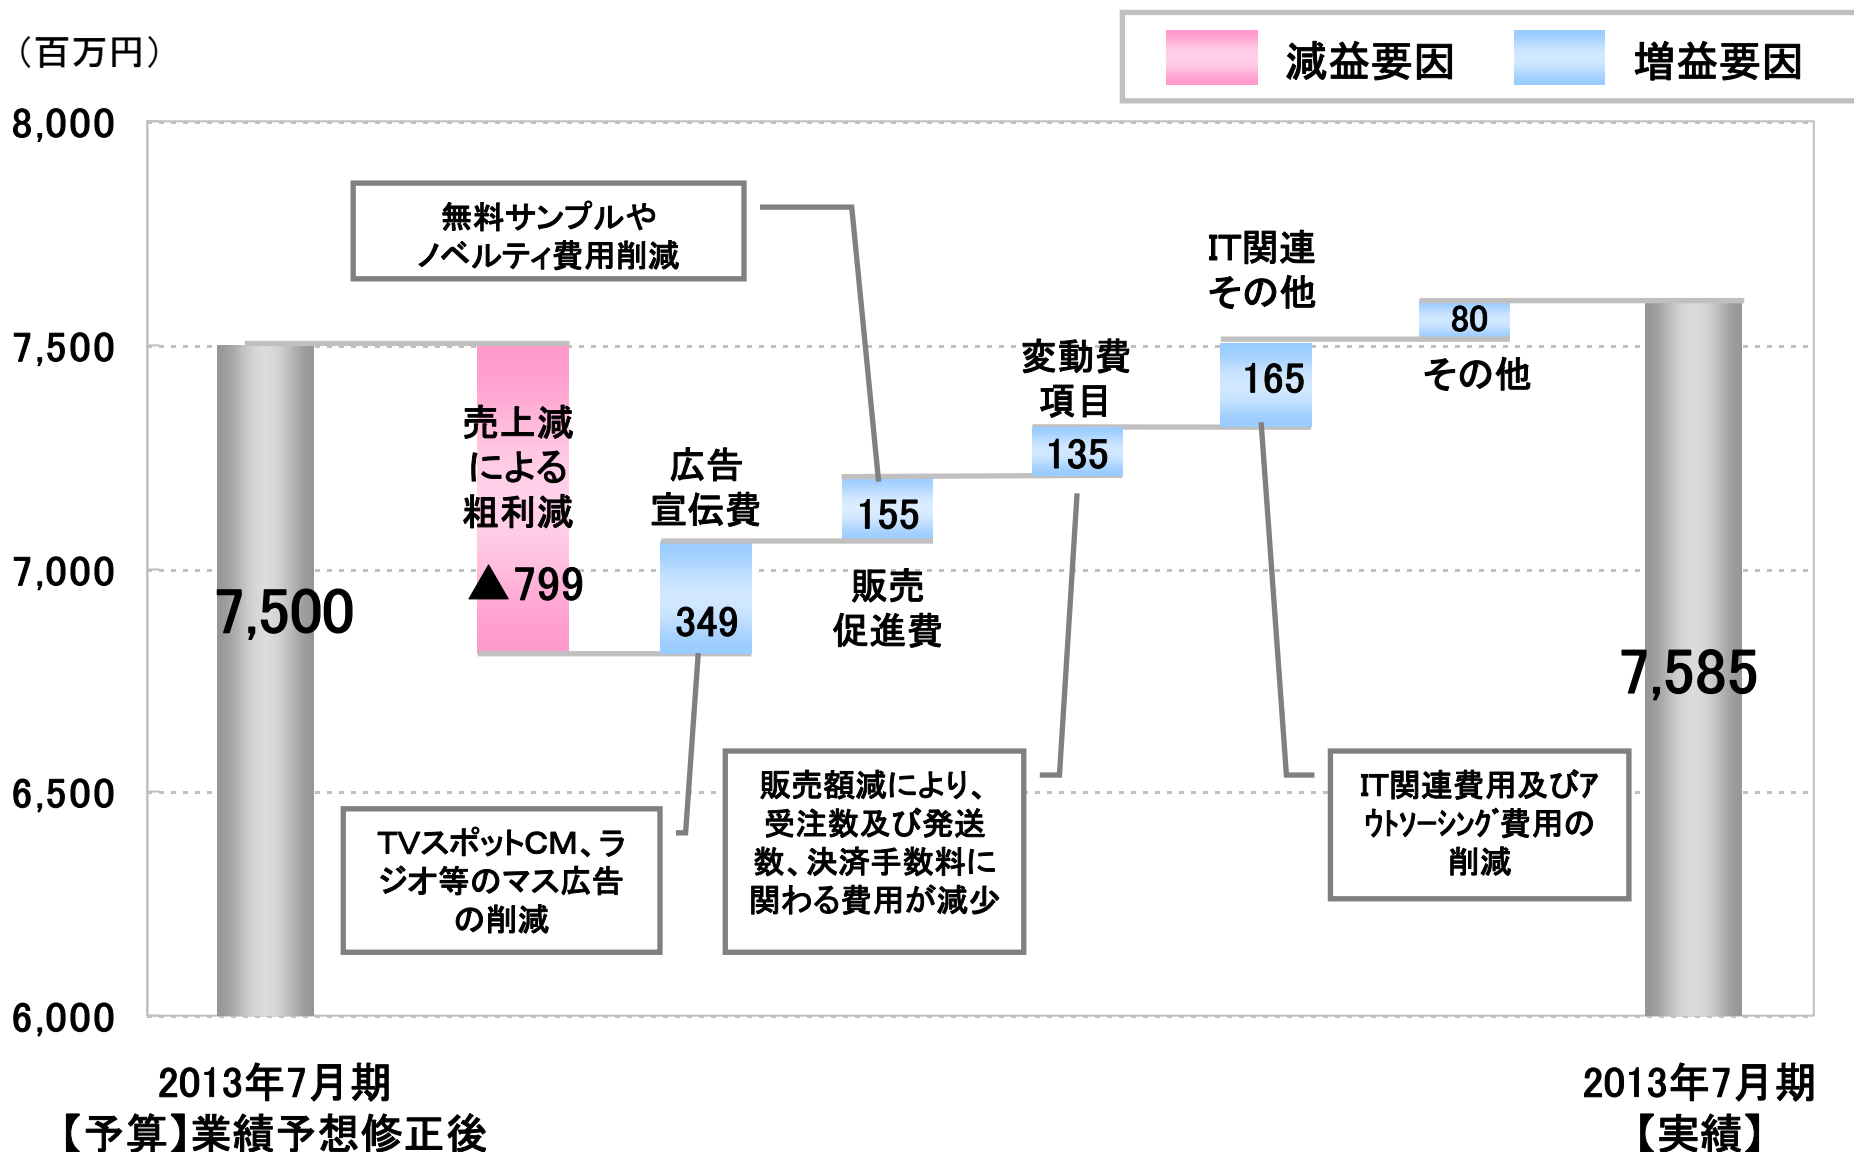 （百万円）
減益要因
増益要因
8,000
7,500
7,000
6,500
6,000
無料サンプルや
ノベルティ費用削減
IT関連
その他
80
その他
変動費
項目
165
135
売上減
による
粗利減
▲799
広告
宣伝費
155
349
販売
促進費
7,500
7,585
TVスポットCM、ラ
ジオ等のマス広告
の削減
販売額減により、
受注数及び発送
数、決済手数料に
関わる費用が減少
IT関連費用及びア
ｳﾄｿｰｼﾝｸﾞ費用の
削減
2013年7月期
【予算】業績予想修正後
2013年7月期
【実績】